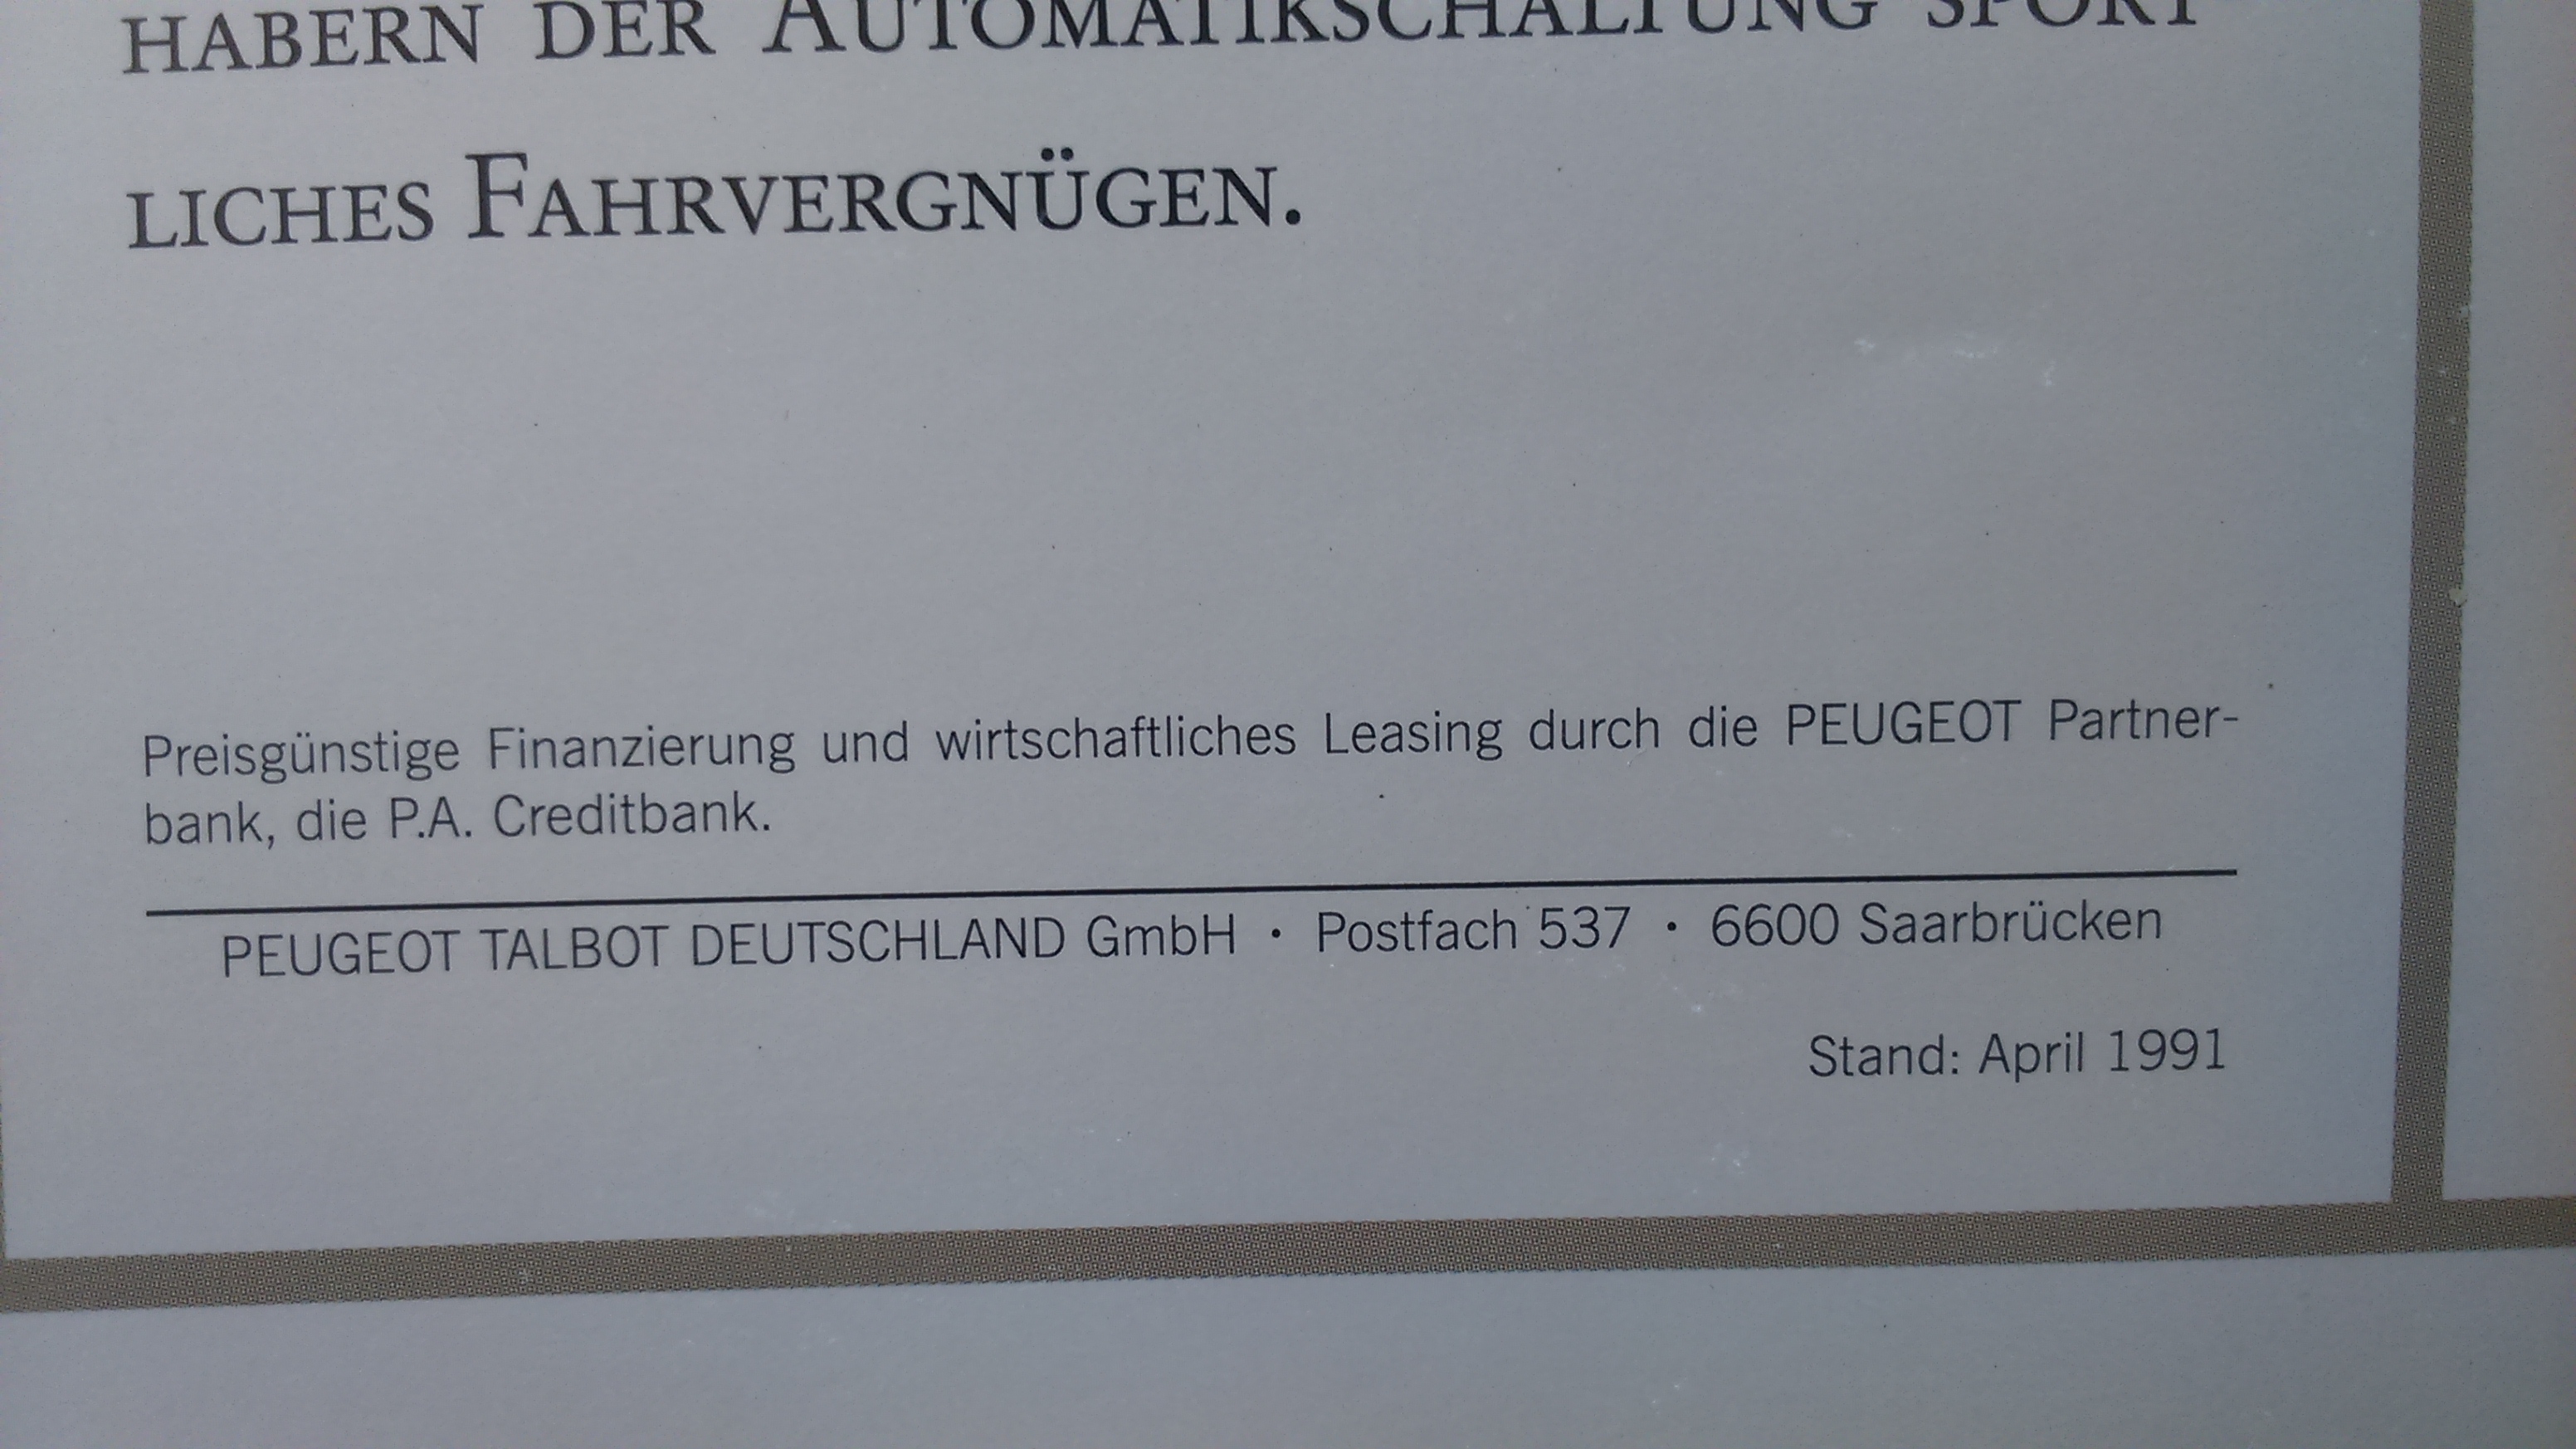 HABERN DER AUTOMATIKSCHALTUNG SPORT
LICHES FAHRVERGNÜGEN.
Preisgünstige Finanzierung und wirtschaftliches Leasing durch die PEUGEOT Partner-
bank, die P.A. Creditbank.
PEUGEOT TALBOT DEUTSCHLAND GmbH · Postfach 537 · 6600 Saarbrücken
Stand: April 1991